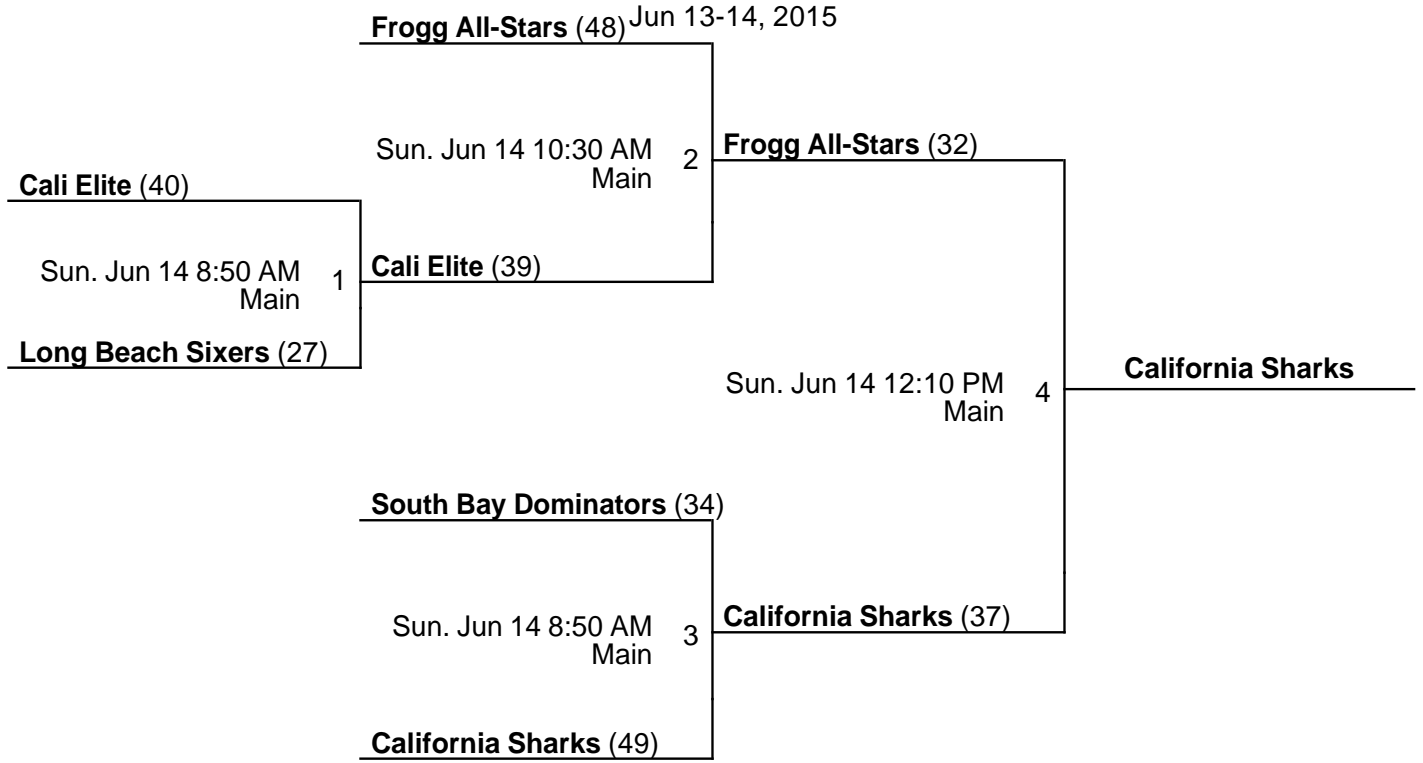 Jun 13-14, 2015
Frogg All-Stars (48)
Sun. Jun 14 10:30 AM
Main
2
Frogg All-Stars (32)
Cali Elite (40)
Sun. Jun 14 8:50 AM
Main
1
Cali Elite (39)
Long Beach Sixers (27)
Sun. Jun 14 12:10 PM
Main
4
California Sharks
South Bay Dominators (34)
Sun. Jun 14 8:50 AM
Main
3
California Sharks (37)
California Sharks (49)